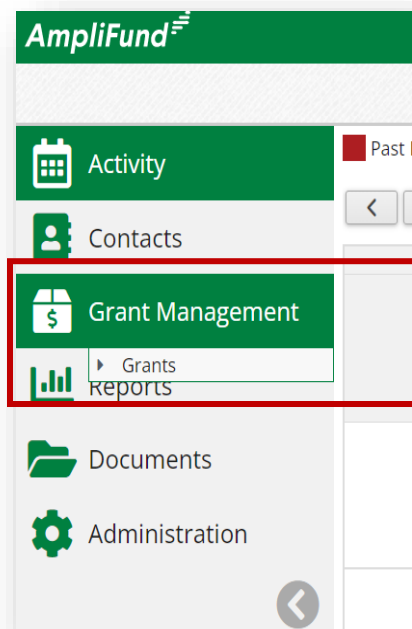 AmpliFund
Activity
Past
Contacts
Grant Management
Grants
Reports
Documents
Administration